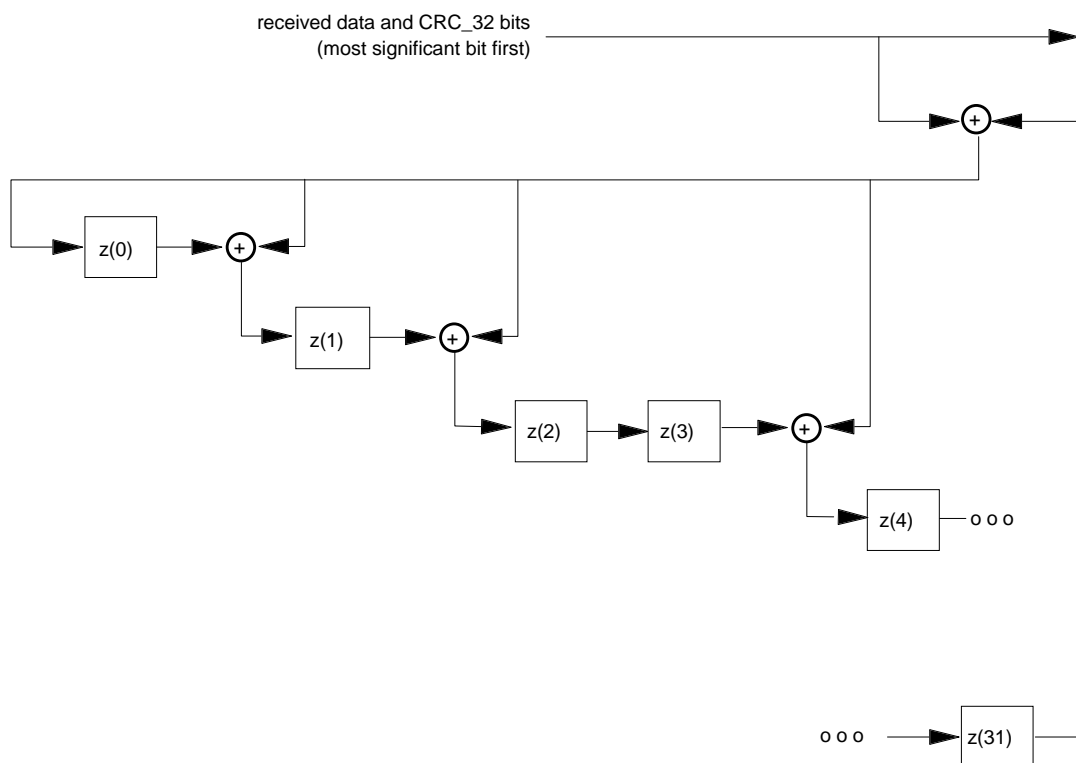 received data and CRC_32 bits
(most significant bit first)
+
z(0)
+
z(1)
+
z(2)
z(3)
+
z(4)
o o o
o o o
z(31)